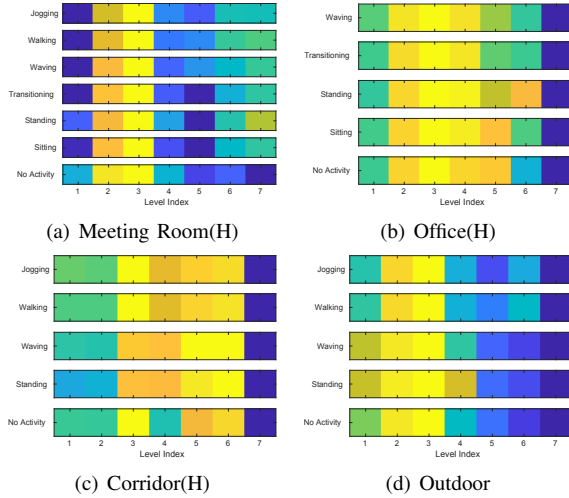 Jogging
Walking
Waving
Transitioning
Standing
Sitting
No Activity
1 2 3 4 5 6 7
Level Index
(a) Meeting Room(H)
Waving
Transitioning
Standing
Sitting
No Activity
1 2 3 4 5 6 7
Level Index
(b) Office(H)
Jogging
Walking
Waving
Standing
No Activity
1 2 3 4 5 6 7
Level Index
(c) Corridor(H)
Jogging
Walking
Waving
Standing
No Activity
1 2 3 4 5 6 7
Level Index
(d) Outdoor